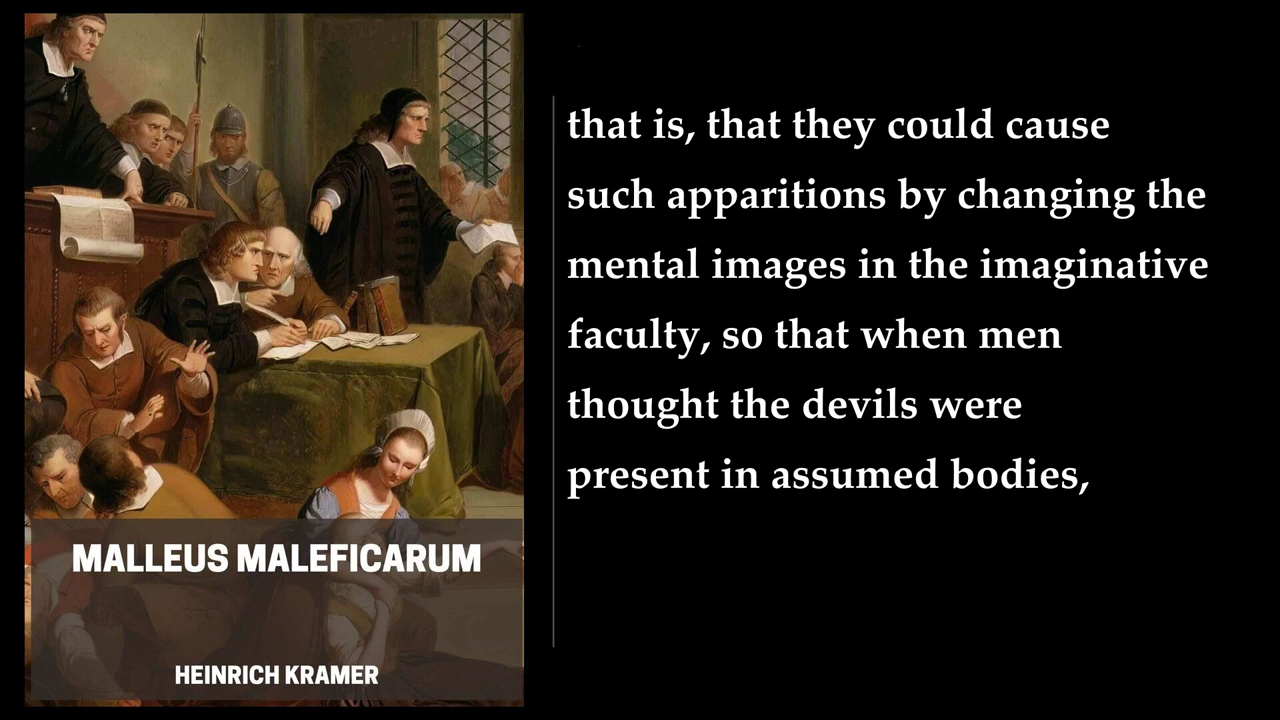 MALLEUS MALEFICARUM
HEINRICH KRAMER
that is, that they could cause
such apparitions by changing the
mental images in the imaginative
faculty, so that when men
thought the devils were
present in assumed bodies,